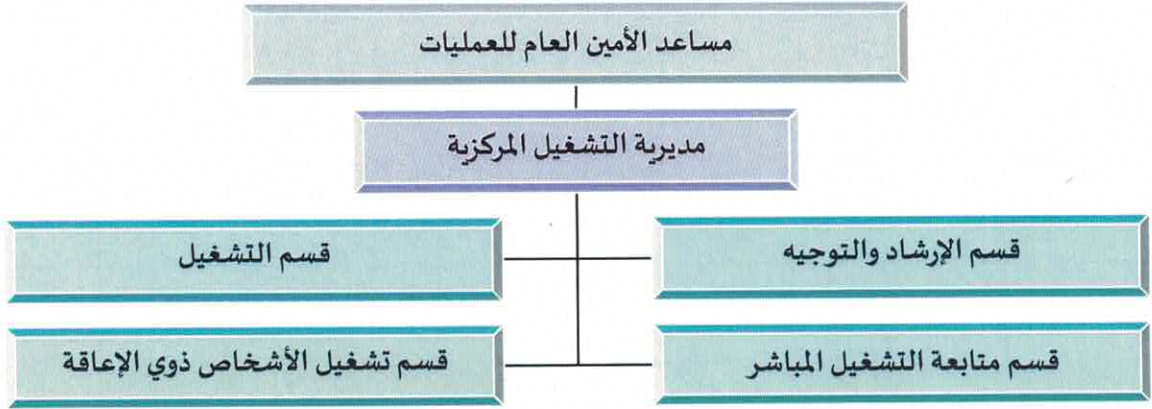 مساعد الأمين العام للعمليات
مديرية التشغيل المركزية
قسم الإرشاد والتوجيه
قسم التشغيل
قسم متابعة التشغيل المباشر
قسم تشغيل الأشخاص ذوي الإعاقة